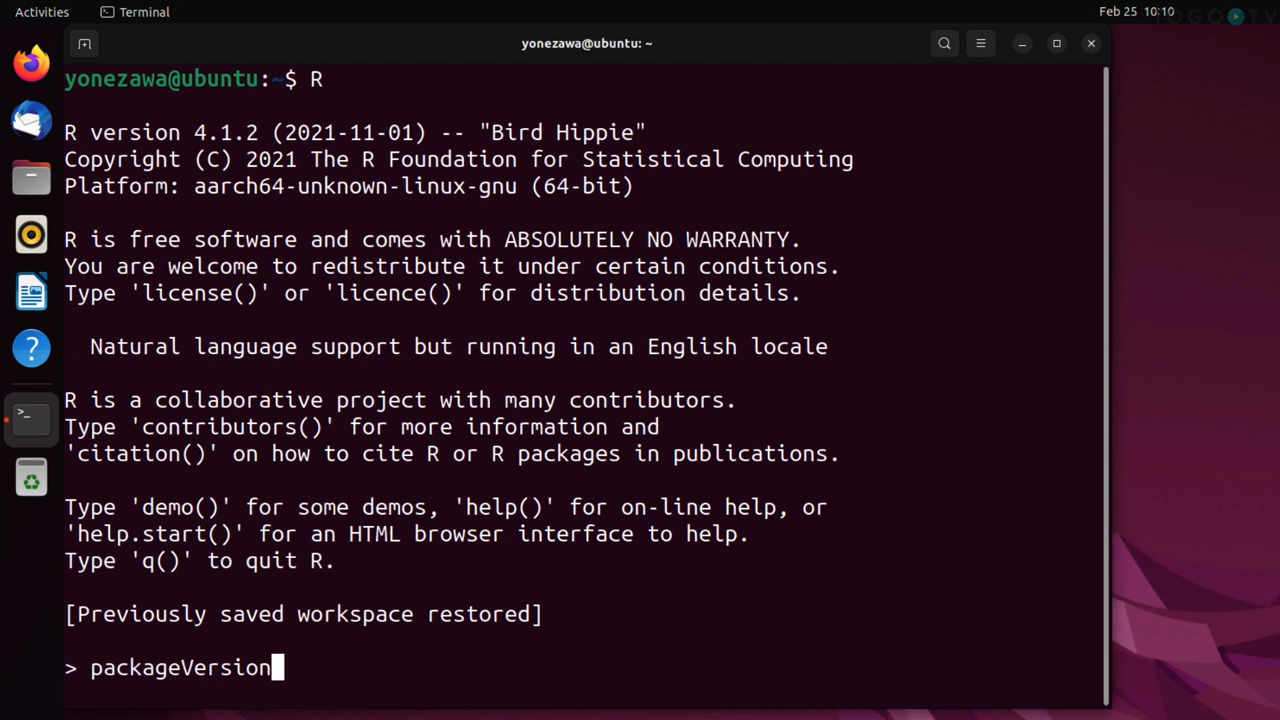 Activities
Terminal
Feb 25 10:10
TOGO TV
yonezawa@ubuntu: ~
yonezawa@ubuntu:~$ R
R version 4.1.2 (2021-11-01) -- "Bird Hippie"
Copyright (C) 2021 The R Foundation for Statistical Computing
Platform: aarch64-unknown-linux-gnu (64-bit)
R is free software and comes with ABSOLUTELY NO WARRANTY.
You are welcome to redistribute it under certain conditions.
Type 'license()' or 'licence()' for distribution details.
Natural language support but running in an English locale
R is a collaborative project with many contributors.
Type 'contributors()' for more information and
'citation()' on how to cite R or R packages in publications.
Type 'demo()' for some demos, 'help()' for on-line help, or
'help.start()' for an HTML browser interface to help.
Type 'q()' to quit R.
[Previously saved workspace restored]
> packageVersion